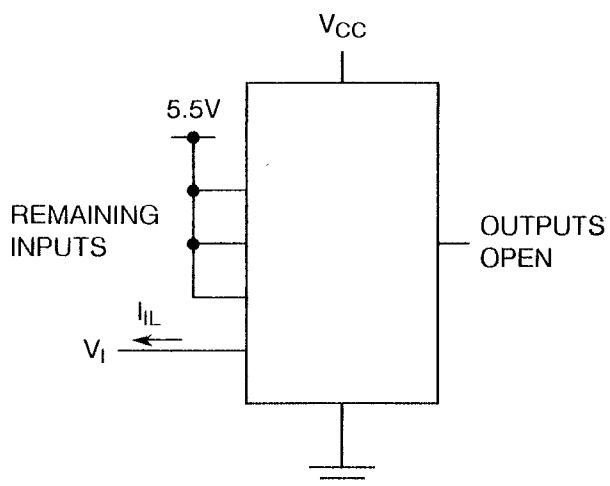 VCC
5.5V
REMAINING
INPUTS
OUTPUTS
OPEN
IIL
VI